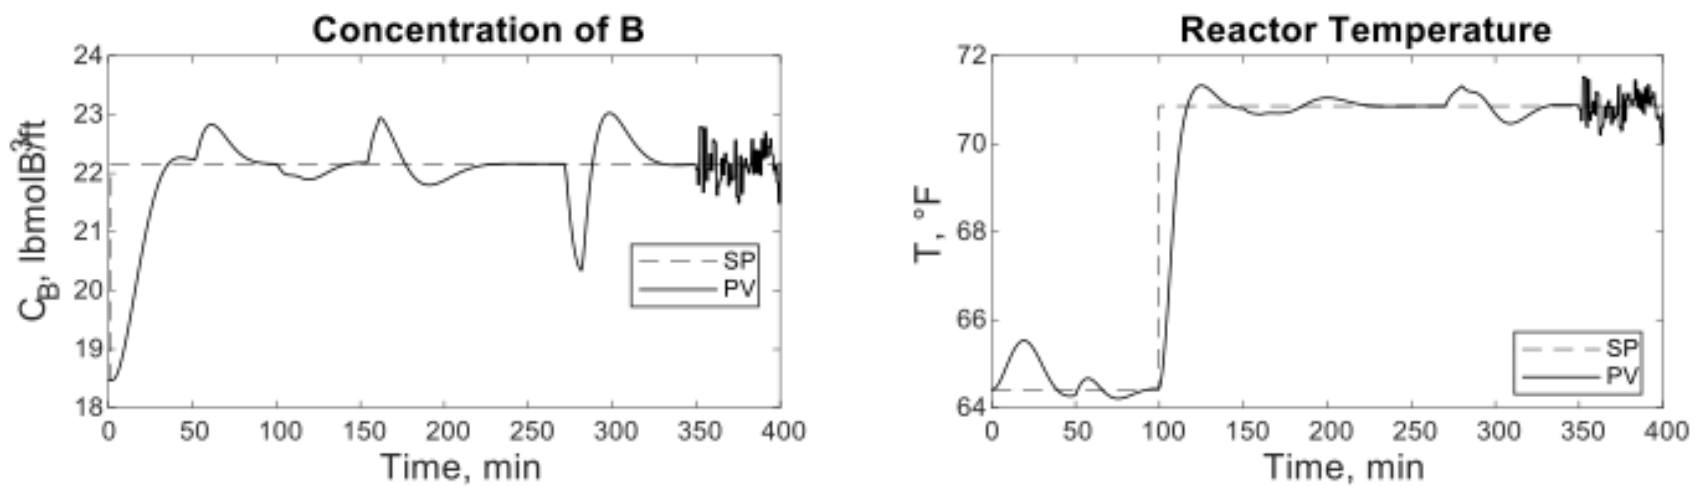 Concentration of B
24
23
22
21
20
19
18
C_B, lbmolB/ft^3
0 50 100 150 200 250 300 350 400
Time, min
SP
PV
Reactor Temperature
72
70
68
66
64
T, °F
0 50 100 150 200 250 300 350 400
Time, min
SP
PV